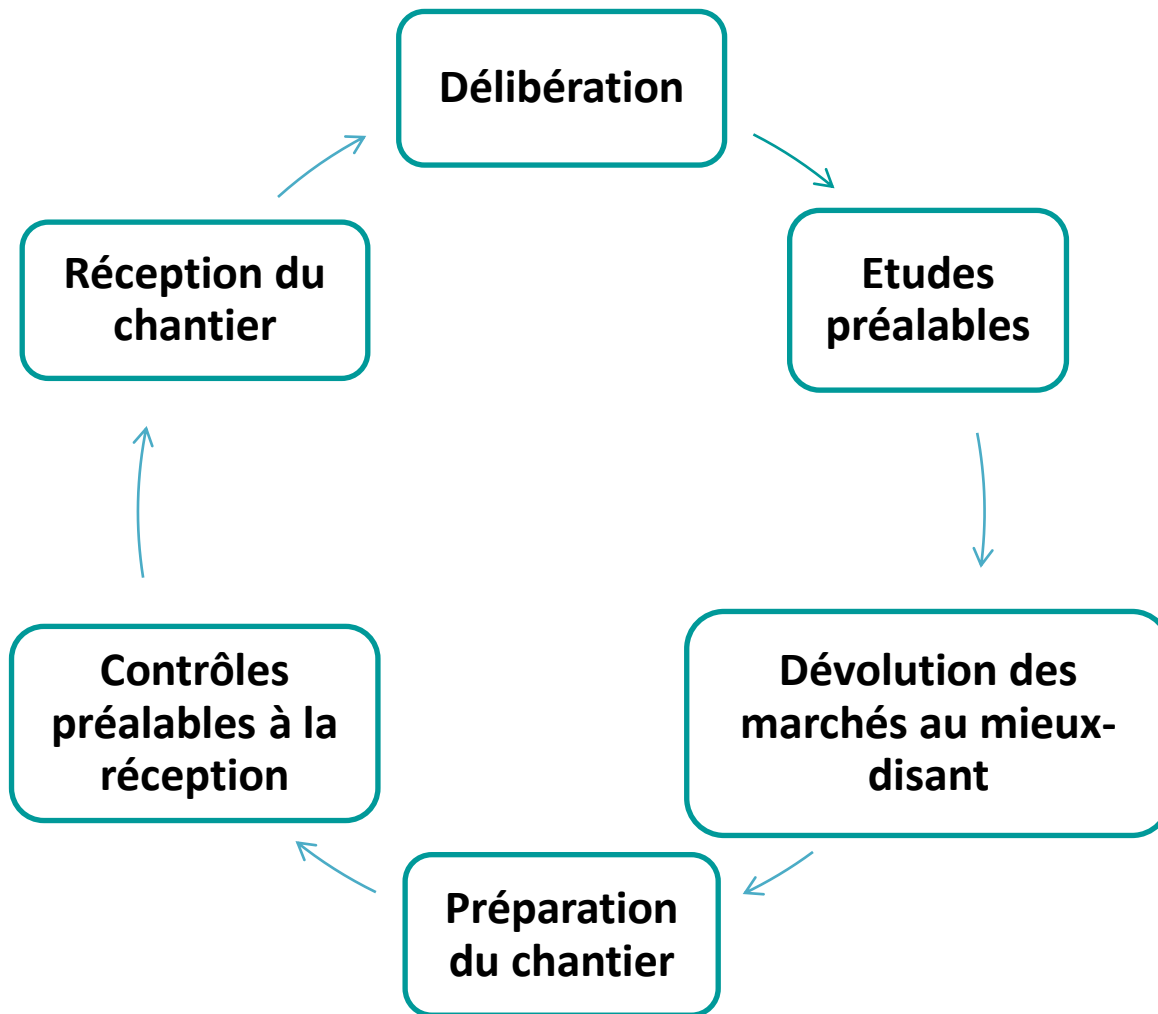 Délibération
Etudes
préalables
Dévolution des
marchés au mieux-
disant
Préparation
du chantier
Contrôles
préalables à la
réception
Réception du
chantier